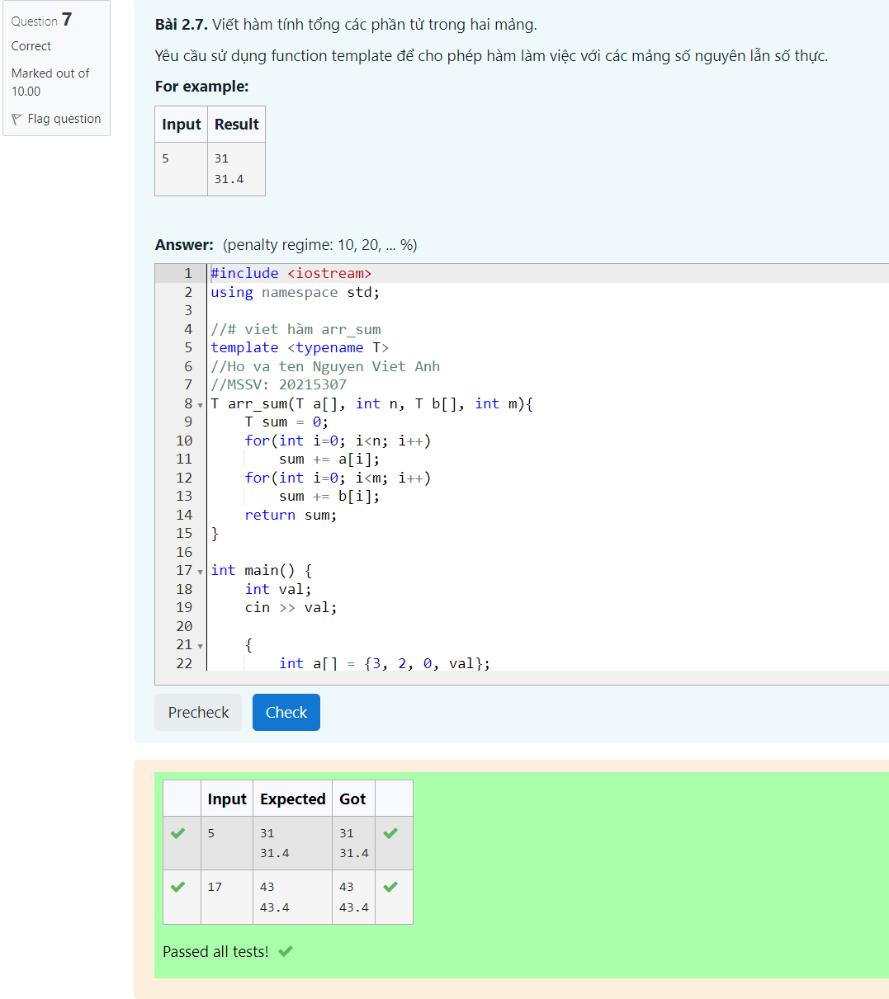 Question 7
Correct
Marked out of
10.00
Flag question
Bài 2.7. Viết hàm tính tổng các phần tử trong hai mảng.
Yêu cầu sử dụng function template để cho phép hàm làm việc với các mảng số nguyên lẫn số thực.
For example:
Input Result
5 31
31.4
Answer: (penalty regime: 10, 20, ... %)
1 #include <iostream>
2 using namespace std;
3
4 //# viet hàm arr_sum
5 template <typename T>
6 //Ho va ten Nguyen Viet Anh
7 //MSSV: 20215307
8 T arr_sum(T a[], int n, T b[], int m){
9     T sum = 0;
10     for(int i=0; i<n; i++)
11         sum += a[i];
12     for(int i=0; i<m; i++)
13         sum += b[i];
14     return sum;
15 }
16
17 int main() {
18     int val;
19     cin >> val;
20
21     {
22         int a[] = {3, 2, 0, val};
Precheck Check
Input Expected Got
5 31 31
31.4 31.4
17 43 43
43.4 43.4
Passed all tests!